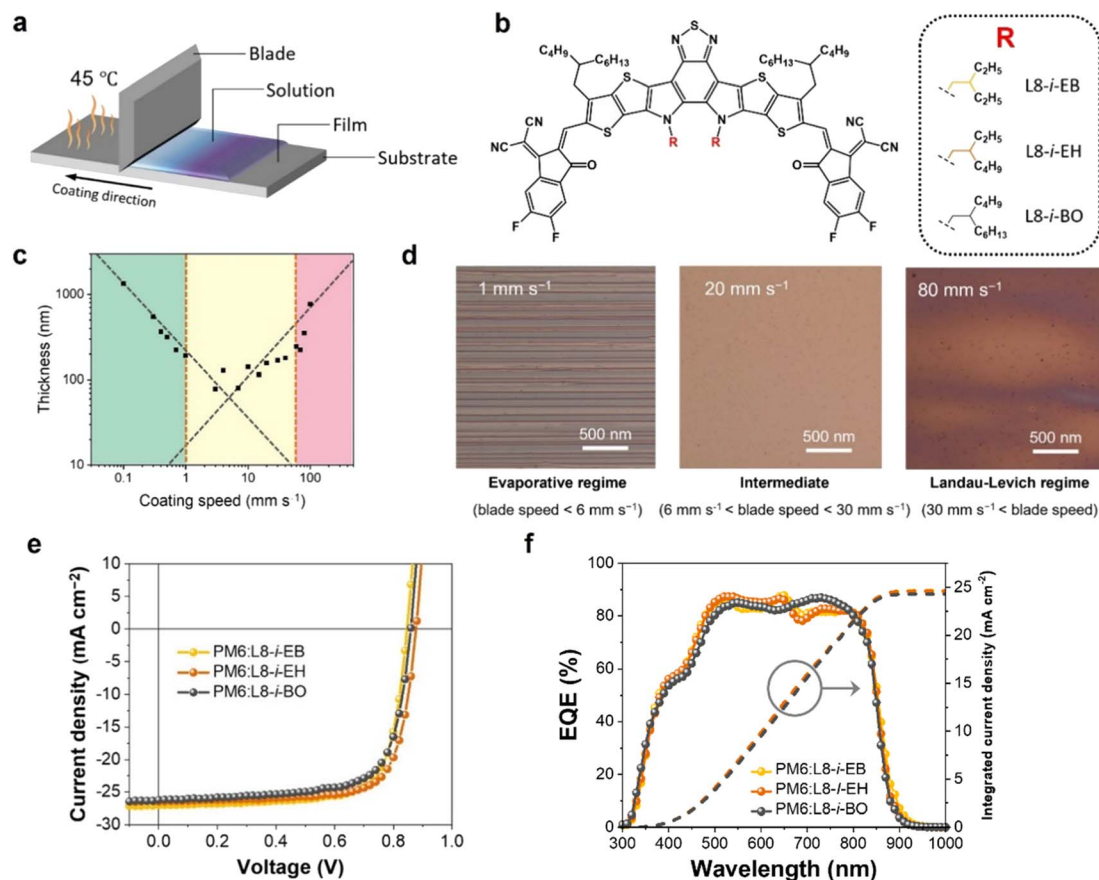 a
45 ℃
Blade
Solution
Film
Substrate
Coating direction
b
N S N
C₄H₉
C₆H₁₃
C₆H₁₃
C₄H₉
S
S
S
S
N
N
R
R
CN
NC
O
O
CN
NC
F
F
F
F
R
C₂H₅
C₂H₅
L8-i-EB
C₂H₅
C₄H₉
L8-i-EH
C₄H₉
C₆H₁₃
L8-i-BO
c
Thickness (nm)
1000
100
10
0.1 1 10 100
Coating speed (mm s⁻¹)
d
1 mm s⁻¹
500 nm
Evaporative regime
(blade speed < 6 mm s⁻¹)
20 mm s⁻¹
500 nm
Intermediate
(6 mm s⁻¹ < blade speed < 30 mm s⁻¹)
80 mm s⁻¹
500 nm
Landau-Levich regime
(30 mm s⁻¹ < blade speed)
e
Current density (mA cm⁻²)
10
5
0
-5
-10
-15
-20
-25
-30
PM6:L8-i-EB
PM6:L8-i-EH
PM6:L8-i-BO
0.0 0.2 0.4 0.6 0.8 1.0
Voltage (V)
f
EQE (%)
100
80
60
40
20
0
PM6:L8-i-EB
PM6:L8-i-EH
PM6:L8-i-BO
25
20
15
10
5
0
Integrated current density (mA cm⁻²)
300 400 500 600 700 800 900 1000
Wavelength (nm)